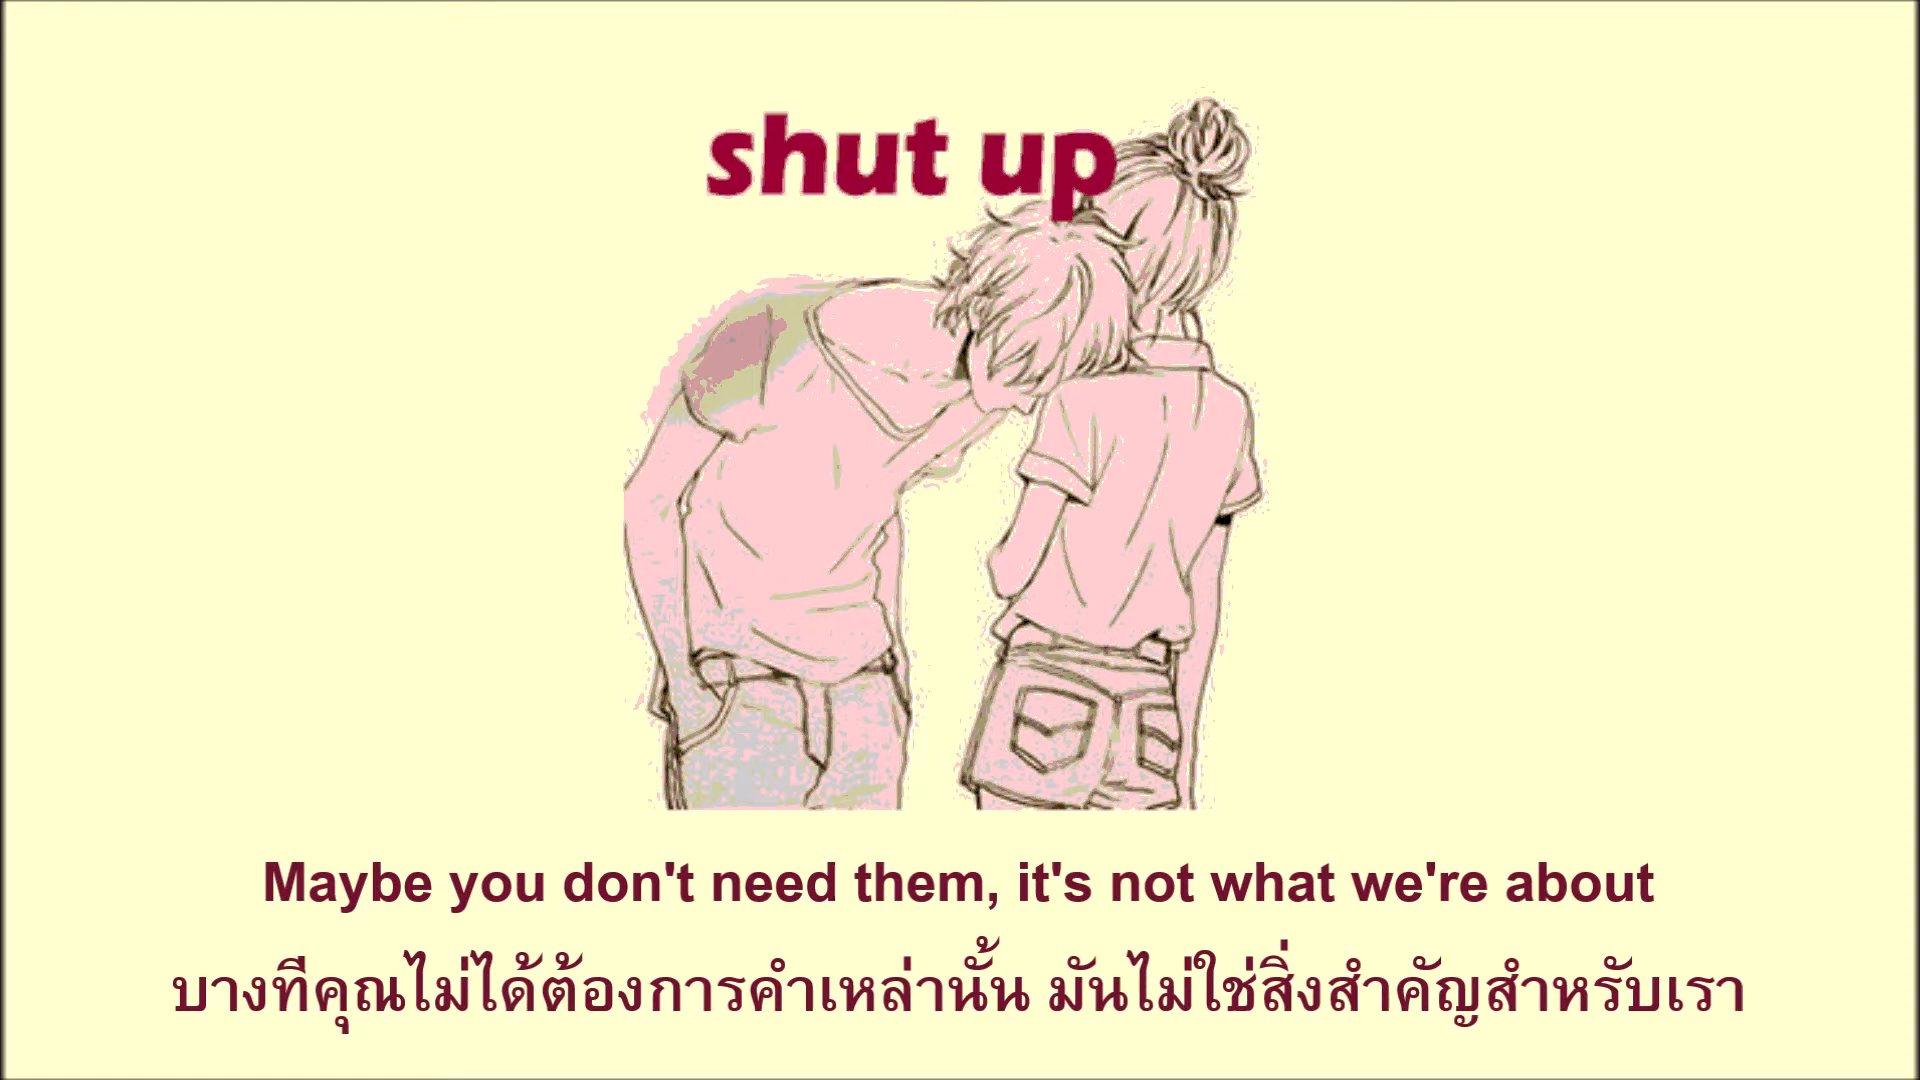 shut up
Maybe you don't need them, it's not what we're about
บางทีคุณไม่ได้ต้องการคำเหล่านั้น มันไม่ใช่สิ่งสำคัญสำหรับเรา